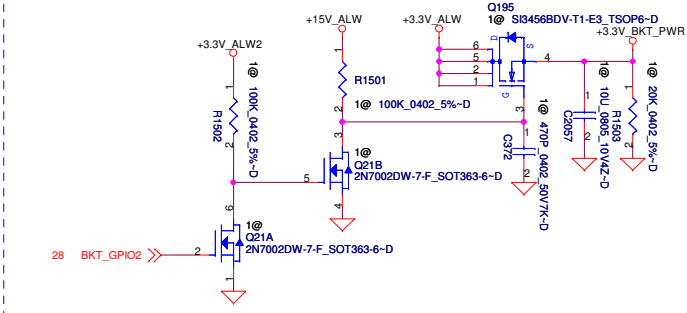 Q195
1@ SI3456BDV-T1-E3_TSOP6~D
+15V_ALW
+3.3V_ALW
+3.3V_BKT_PWR
+3.3V_ALW2
D
S
G
6
5
2
1
4
3
1
R1501
2
1@ 100K_0402_5%~D
1
1@
100K_0402_5%~D
R1502
2
1
1@
470P_0402_50V7K~D
C372
2
1
1@
10U_0805_10V4Z~D
C2057
2
1
1@
20K_0402_5%~D
R1503
2
3
1@
Q21B
2N7002DW-7-F_SOT363-6~D
5
4
6
1@
Q21A
2N7002DW-7-F_SOT363-6~D
28 BKT_GPIO2
2
1